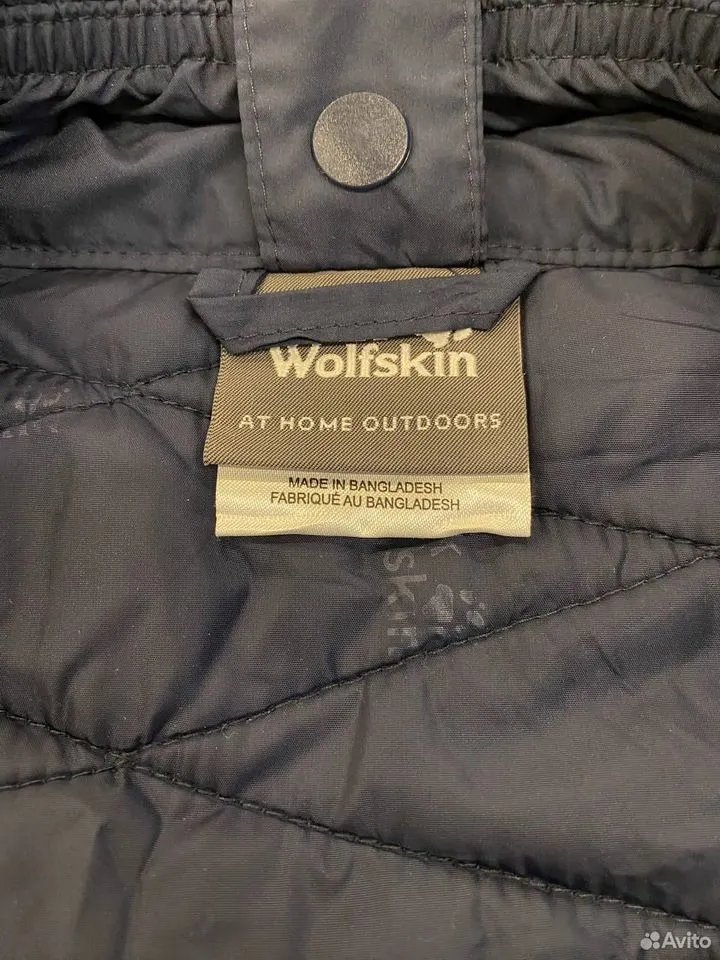 Wolfskin
AT HOME OUTDOORS
MADE IN BANGLADESH
FABRIQUÉ AU BANGLADESH
Avito